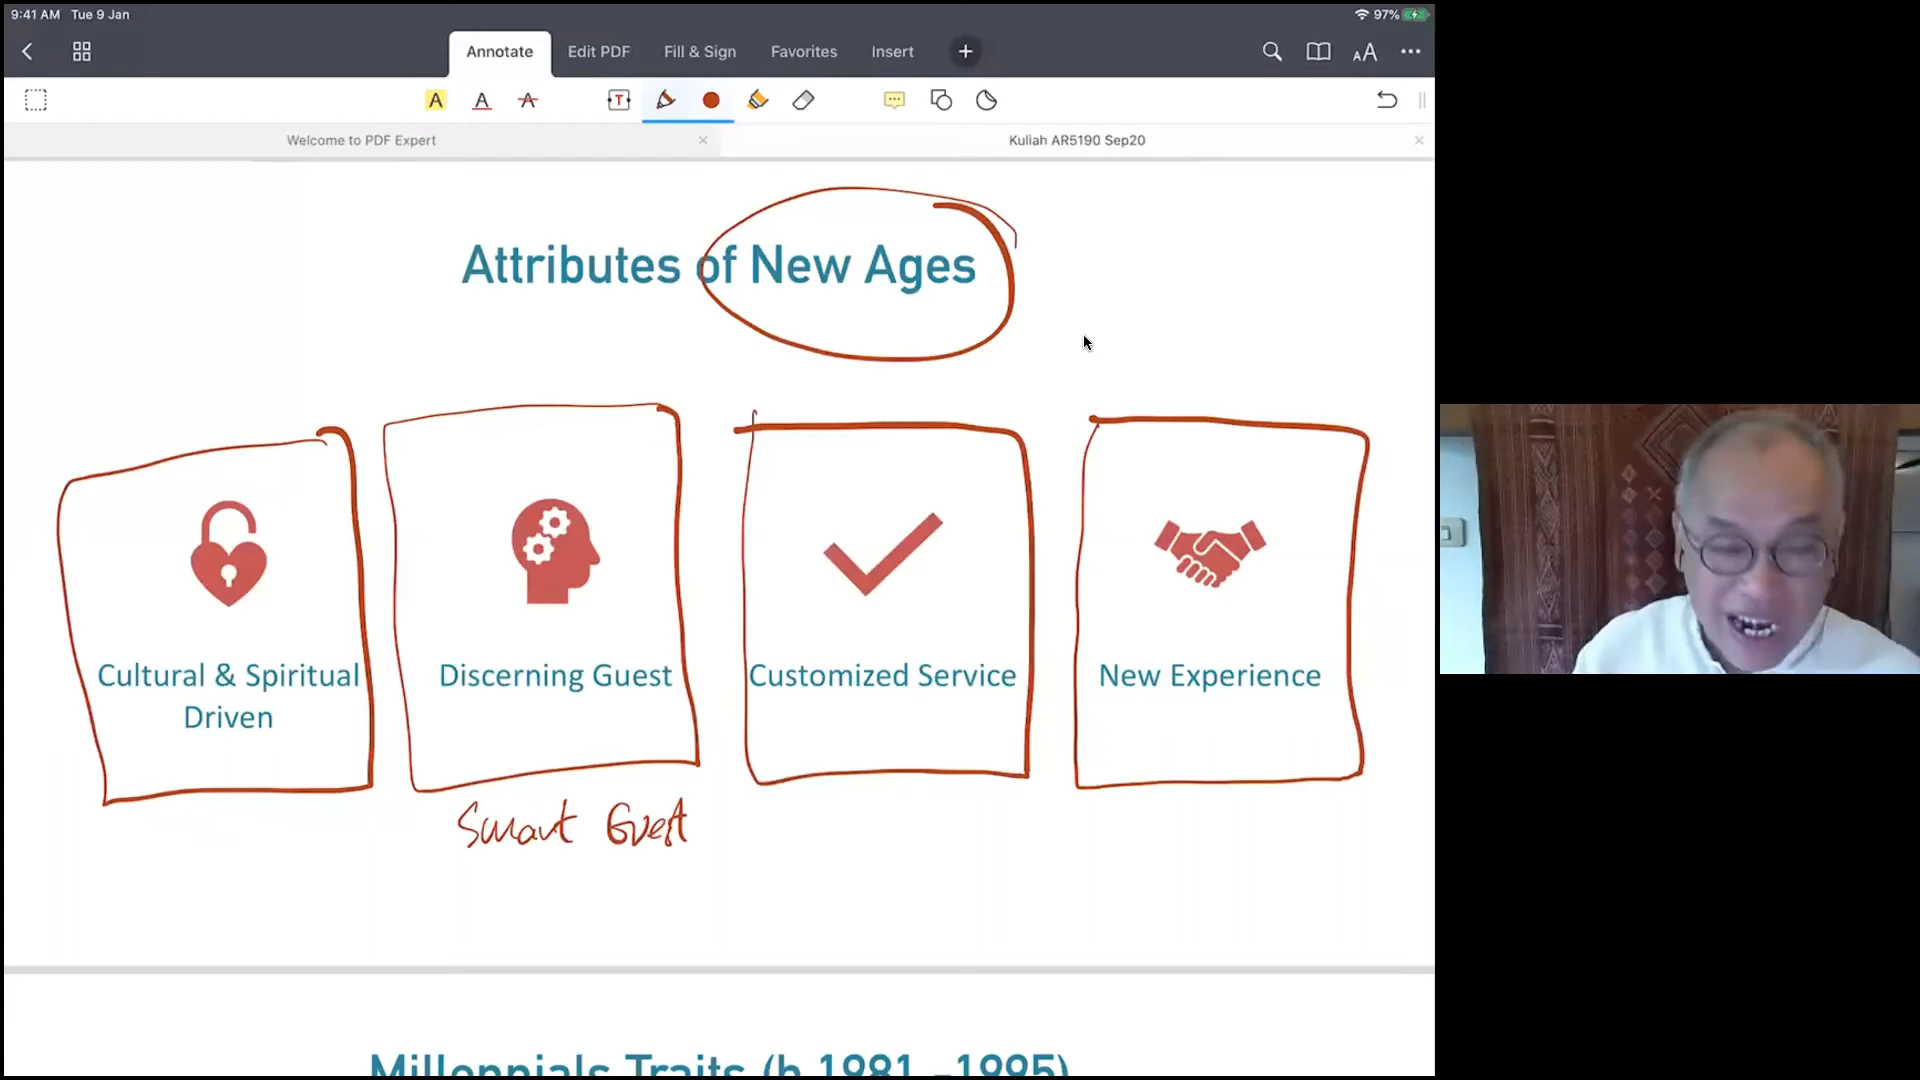 9:41 AM Tue 9 Jan
97%
Annotate Edit PDF Fill & Sign Favorites Insert +
AA
A A A T
Welcome to PDF Expert
Kuliah AR5190 Sep20
Attributes of New Ages
Cultural & Spiritual
Driven
Discerning Guest
Customized Service
New Experience
Smart Guest
Millennials Traits (b 1981 -1995)